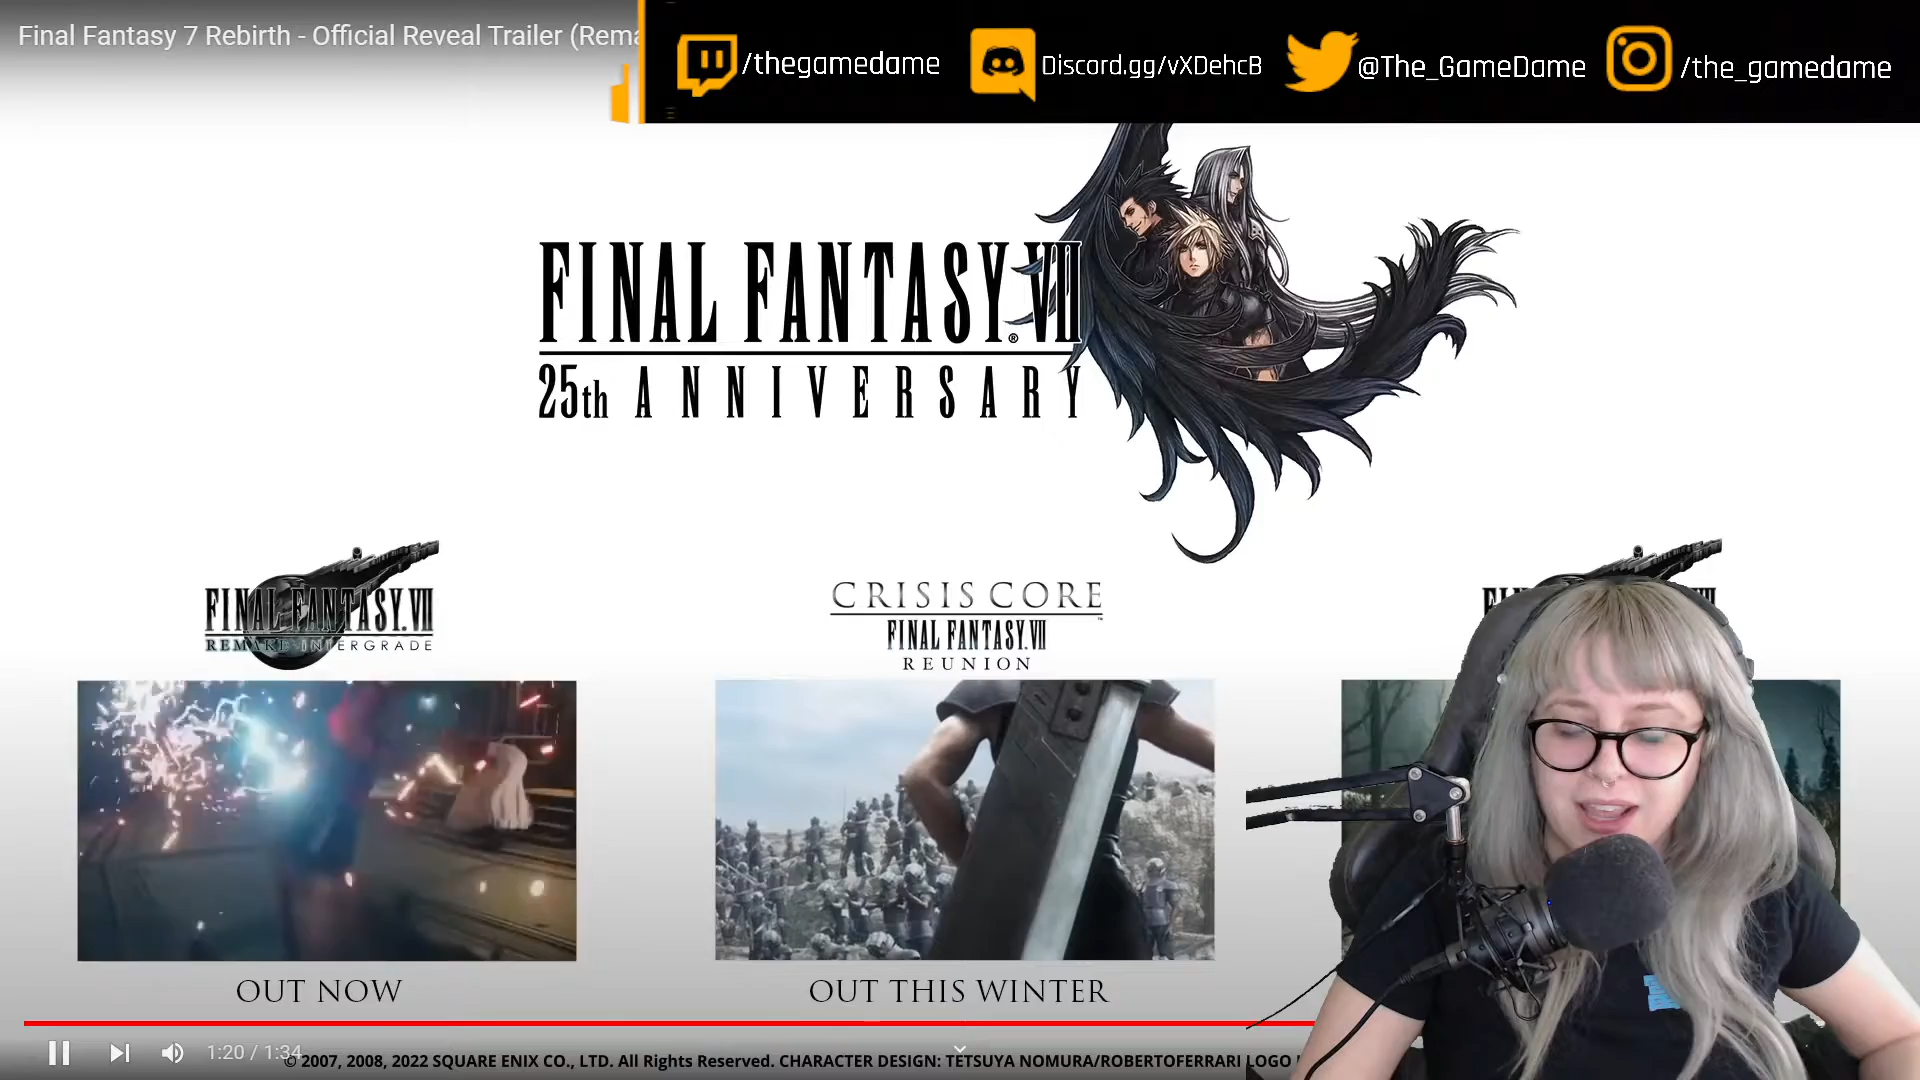 Final Fantasy 7 Rebirth - Official Reveal Trailer (Rema
/thegamedame
Discord.gg/vXDehcB
@The_GameDame
/the_gamedame
FINAL FANTASY® VII
25th ANNIVERSARY
FINAL FANTASY VII
REMAKE INTERGRADE
CRISIS CORE™
FINAL FANTASY VII
REUNION
OUT NOW
OUT THIS WINTER
1:20 / 1:34
© 2007, 2008, 2022 SQUARE ENIX CO., LTD. All Rights Reserved. CHARACTER DESIGN: TETSUYA NOMURA/ROBERTOFERRARI LOGO